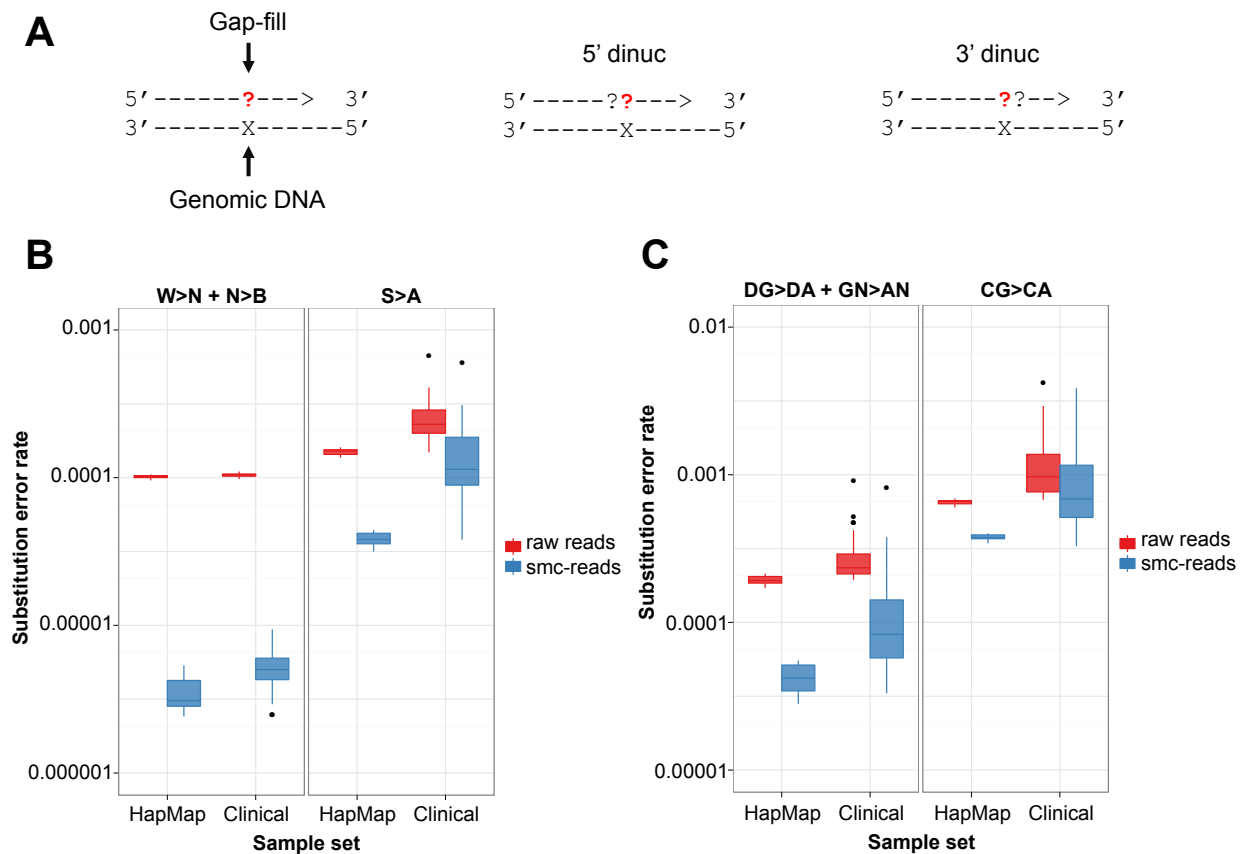 A
Gap-fill
5' dinuc
3' dinuc
5′------?--->  3′
5′------??--->  3′
5′------??--->  3′
3′------X------5′
3′------X------5′
3′------X------5′
Genomic DNA
B
W>N + N>B
S>A
Substitution error rate
0.001
0.0001
0.00001
0.000001
HapMap
Clinical
HapMap
Clinical
Sample set
raw reads
smc-reads
C
DG>DA + GN>AN
CG>CA
Substitution error rate
0.01
0.001
0.0001
0.00001
HapMap
Clinical
HapMap
Clinical
Sample set
raw reads
smc-reads